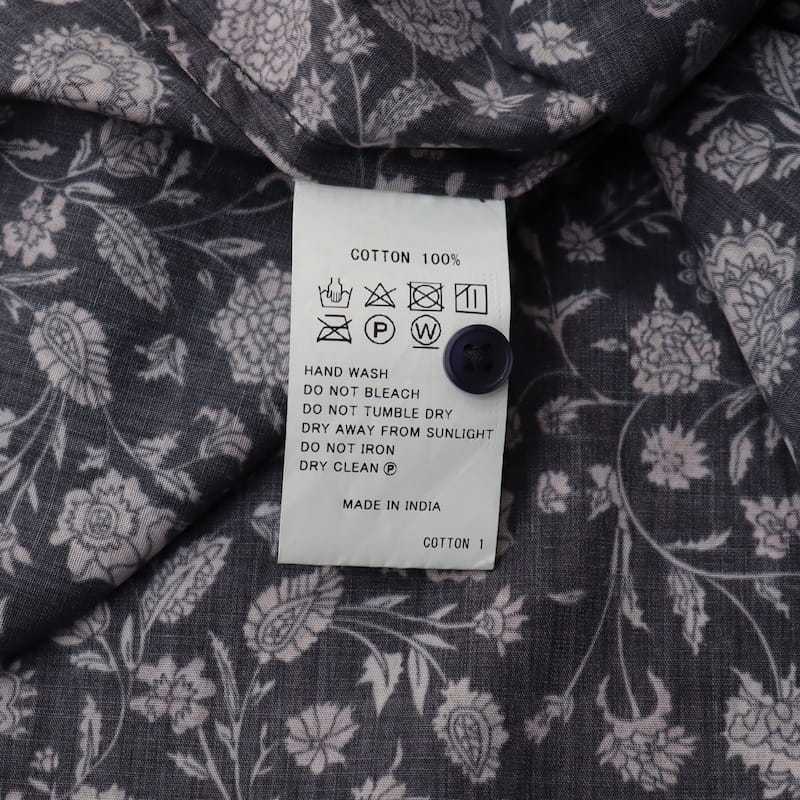 COTTON 100%
P W
HAND WASH
DO NOT BLEACH
DO NOT TUMBLE DRY
DRY AWAY FROM SUNLIGHT
DO NOT IRON
DRY CLEAN Ⓟ
MADE IN INDIA
COTTON 1